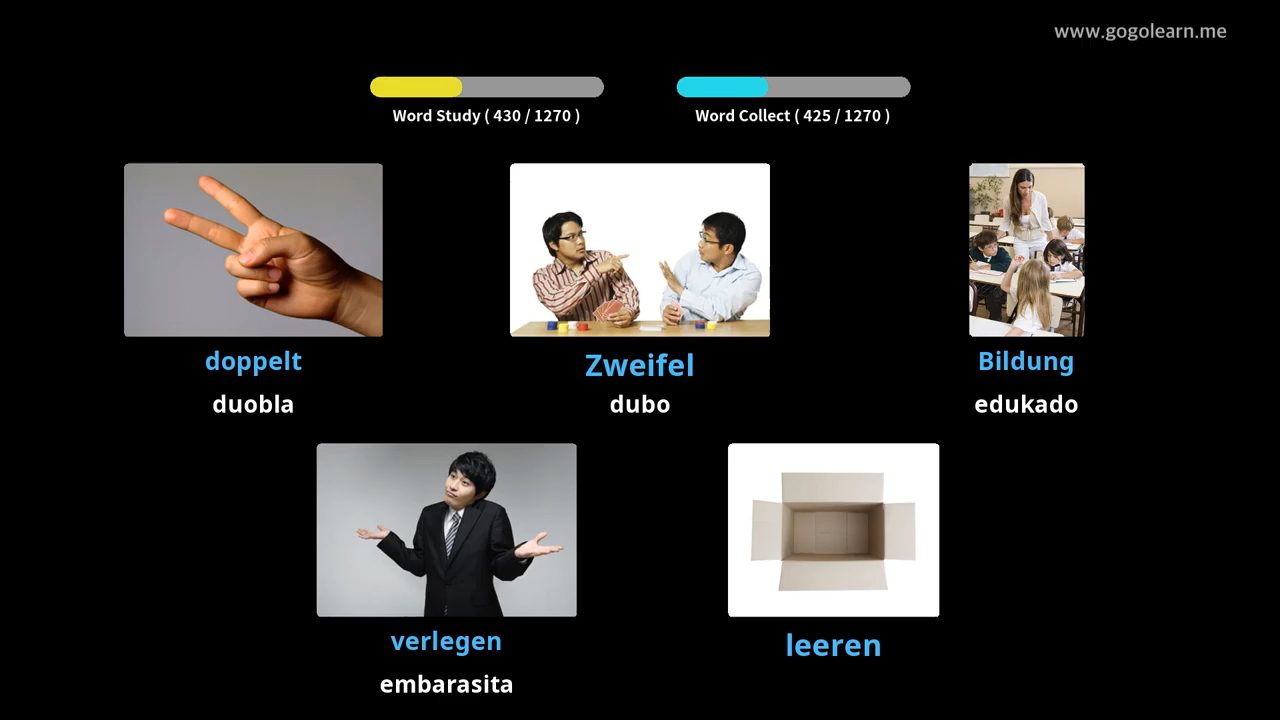 www.gogolearn.me
Word Study ( 430 / 1270 )
Word Collect ( 425 / 1270 )
doppelt
duobla
Zweifel
dubo
Bildung
edukado
verlegen
embarasita
leeren